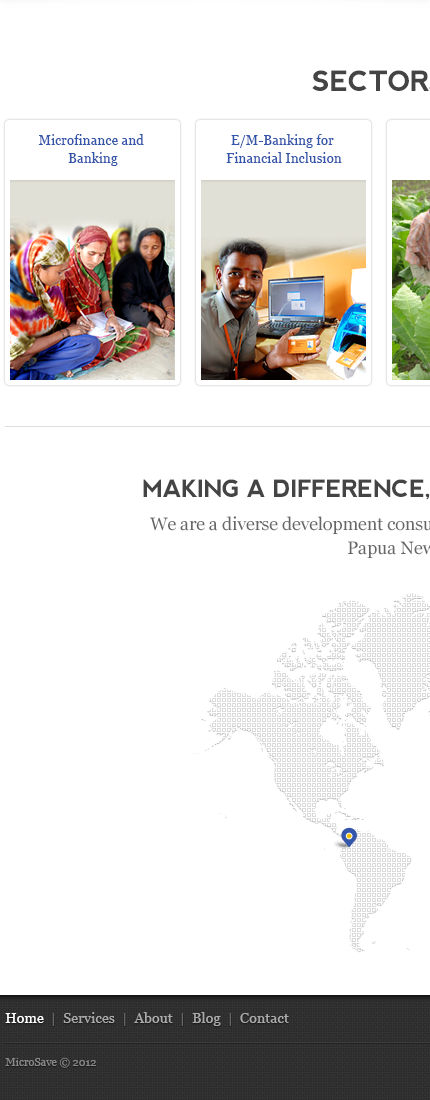 SECTOR
Microfinance and
Banking
E/M-Banking for
Financial Inclusion
MAKING A DIFFERENCE,
We are a diverse development consu
Papua New
Home | Services | About | Blog | Contact
MicroSave © 2012